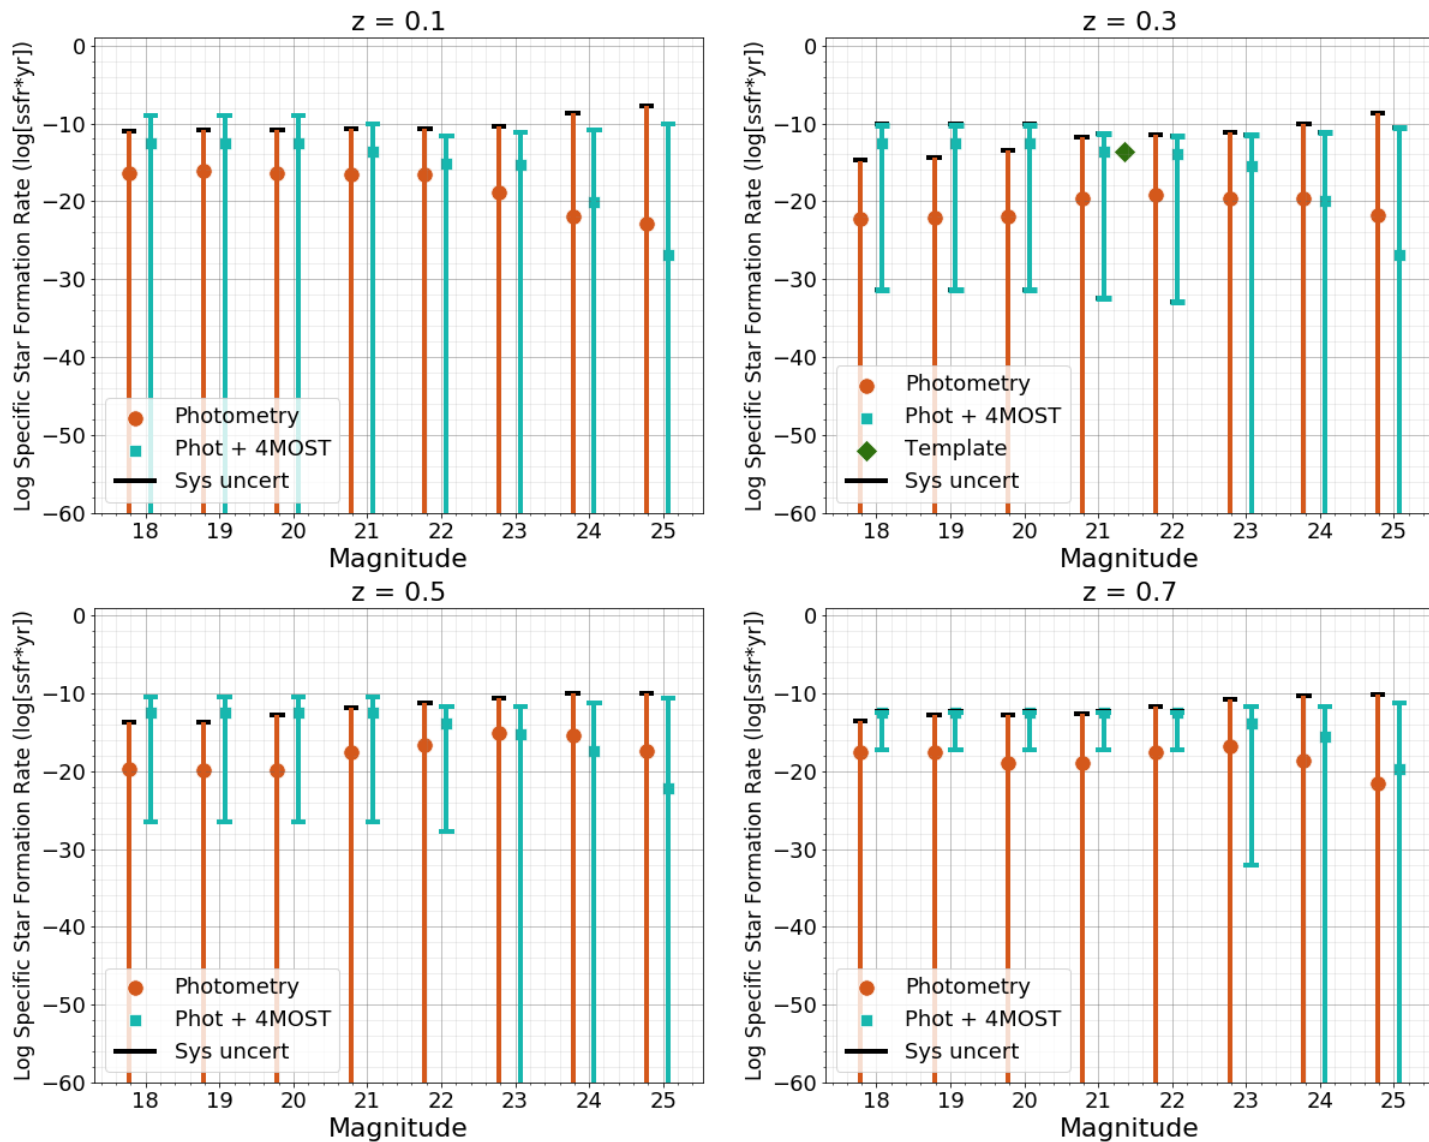 z = 0.1
Log Specific Star Formation Rate (log[ssfr*yr])
0
−10
−20
−30
−40
−50
−60
Photometry
Phot + 4MOST
Sys uncert
18 19 20 21 22 23 24 25
Magnitude
z = 0.3
Log Specific Star Formation Rate (log[ssfr*yr])
0
−10
−20
−30
−40
−50
−60
Photometry
Phot + 4MOST
Template
Sys uncert
18 19 20 21 22 23 24 25
Magnitude
z = 0.5
Log Specific Star Formation Rate (log[ssfr*yr])
0
−10
−20
−30
−40
−50
−60
Photometry
Phot + 4MOST
Sys uncert
18 19 20 21 22 23 24 25
Magnitude
z = 0.7
Log Specific Star Formation Rate (log[ssfr*yr])
0
−10
−20
−30
−40
−50
−60
Photometry
Phot + 4MOST
Sys uncert
18 19 20 21 22 23 24 25
Magnitude